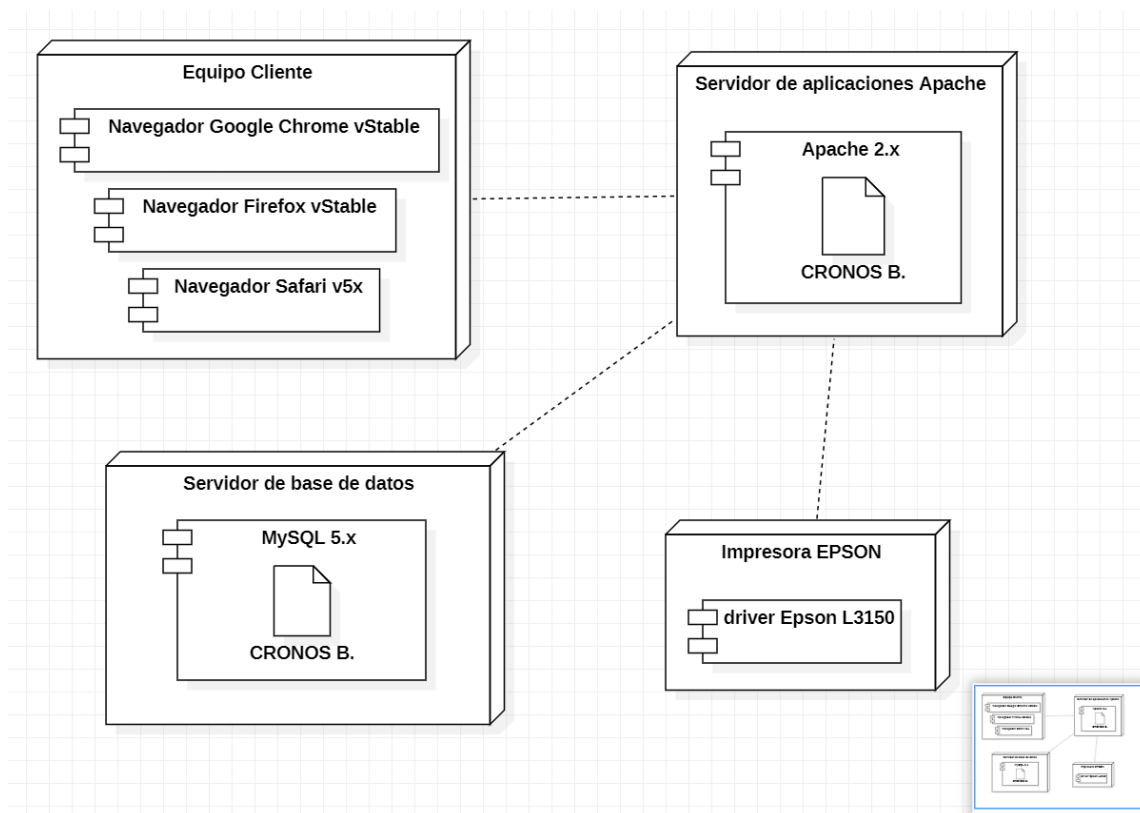 Equipo Cliente
Navegador Google Chrome vStable
Navegador Firefox vStable
Navegador Safari v5x
Servidor de aplicaciones Apache
Apache 2.x
CRONOS B.
Servidor de base de datos
MySQL 5.x
CRONOS B.
Impresora EPSON
driver Epson L3150